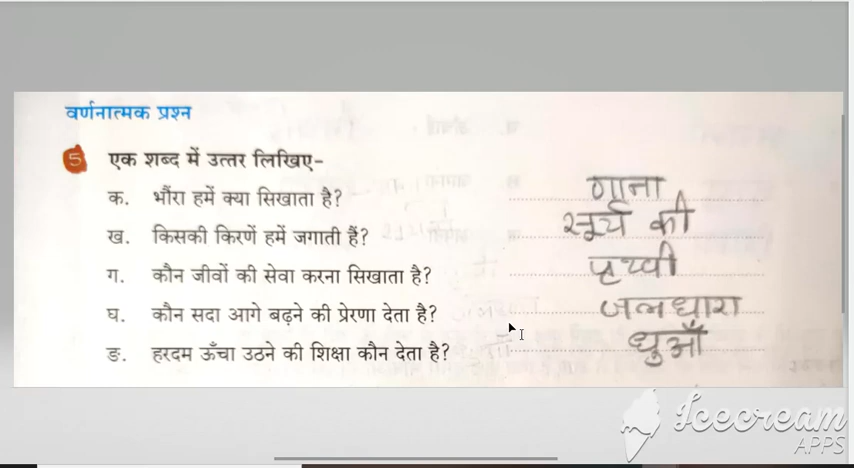 वर्णनात्मक प्रश्न
5 एक शब्द में उत्तर लिखिए-
क. भौंरा हमें क्या सिखाता है? गाना
ख. किसकी किरणें हमें जगाती हैं? सूर्य की
ग. कौन जीवों की सेवा करना सिखाता है? पृथ्वी
घ. कौन सदा आगे बढ़ने की प्रेरणा देता है? जलधारा
ङ. हरदम ऊँचा उठने की शिक्षा कौन देता है? धुआँ
Icecream
APPS